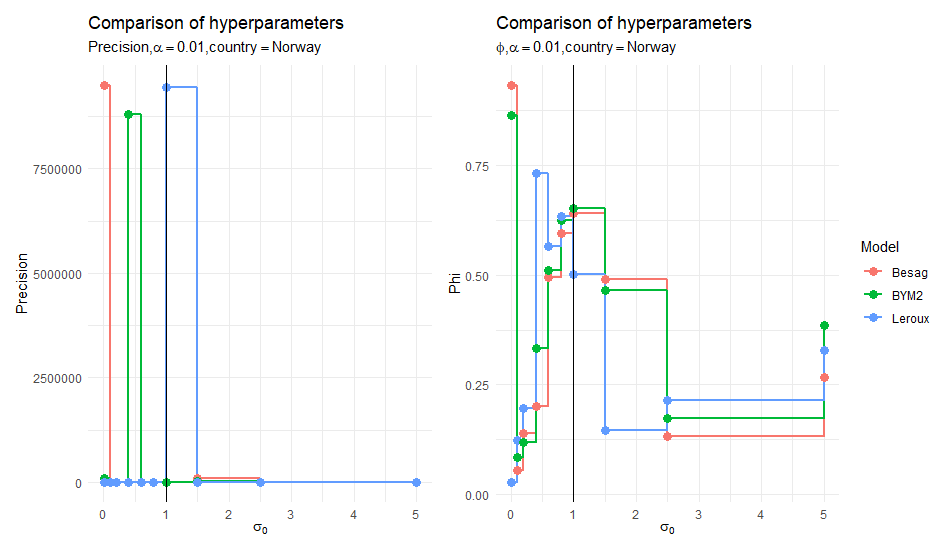 Comparison of hyperparameters
Precision,α = 0.01,country = Norway
Precision
7500000
5000000
2500000
0
0 1 2 3 4 5
σ0
Comparison of hyperparameters
ϕ,α = 0.01,country = Norway
Phi
0.75
0.50
0.25
0.00
0 1 2 3 4 5
σ0
Model
Besag
BYM2
Leroux